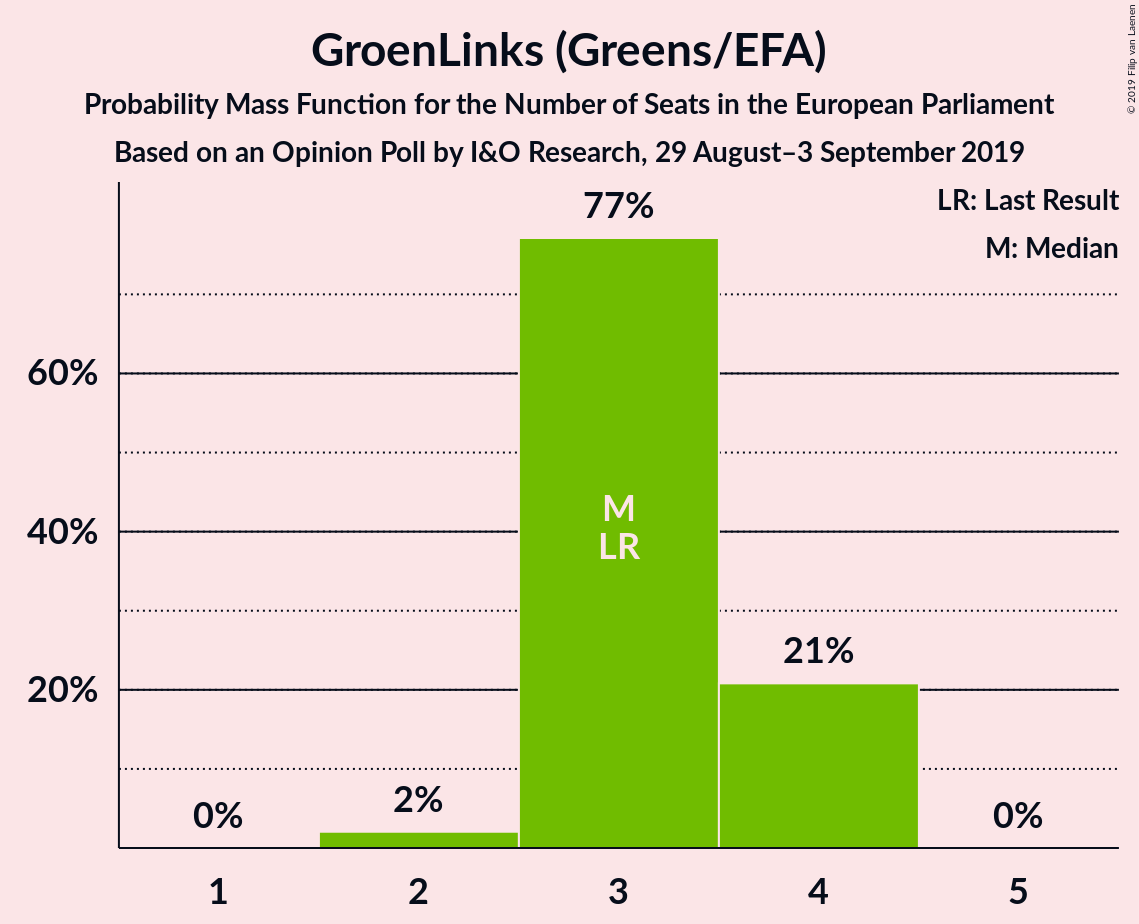 GroenLinks (Greens/EFA)
Probability Mass Function for the Number of Seats in the European Parliament
Based on an Opinion Poll by I&O Research, 29 August–3 September 2019
© 2019 Filip van Laenen
LR: Last Result
M: Median
77%
60%
M
40%
LR
21%
20%
2%
0%
0%
1 2 3 4 5